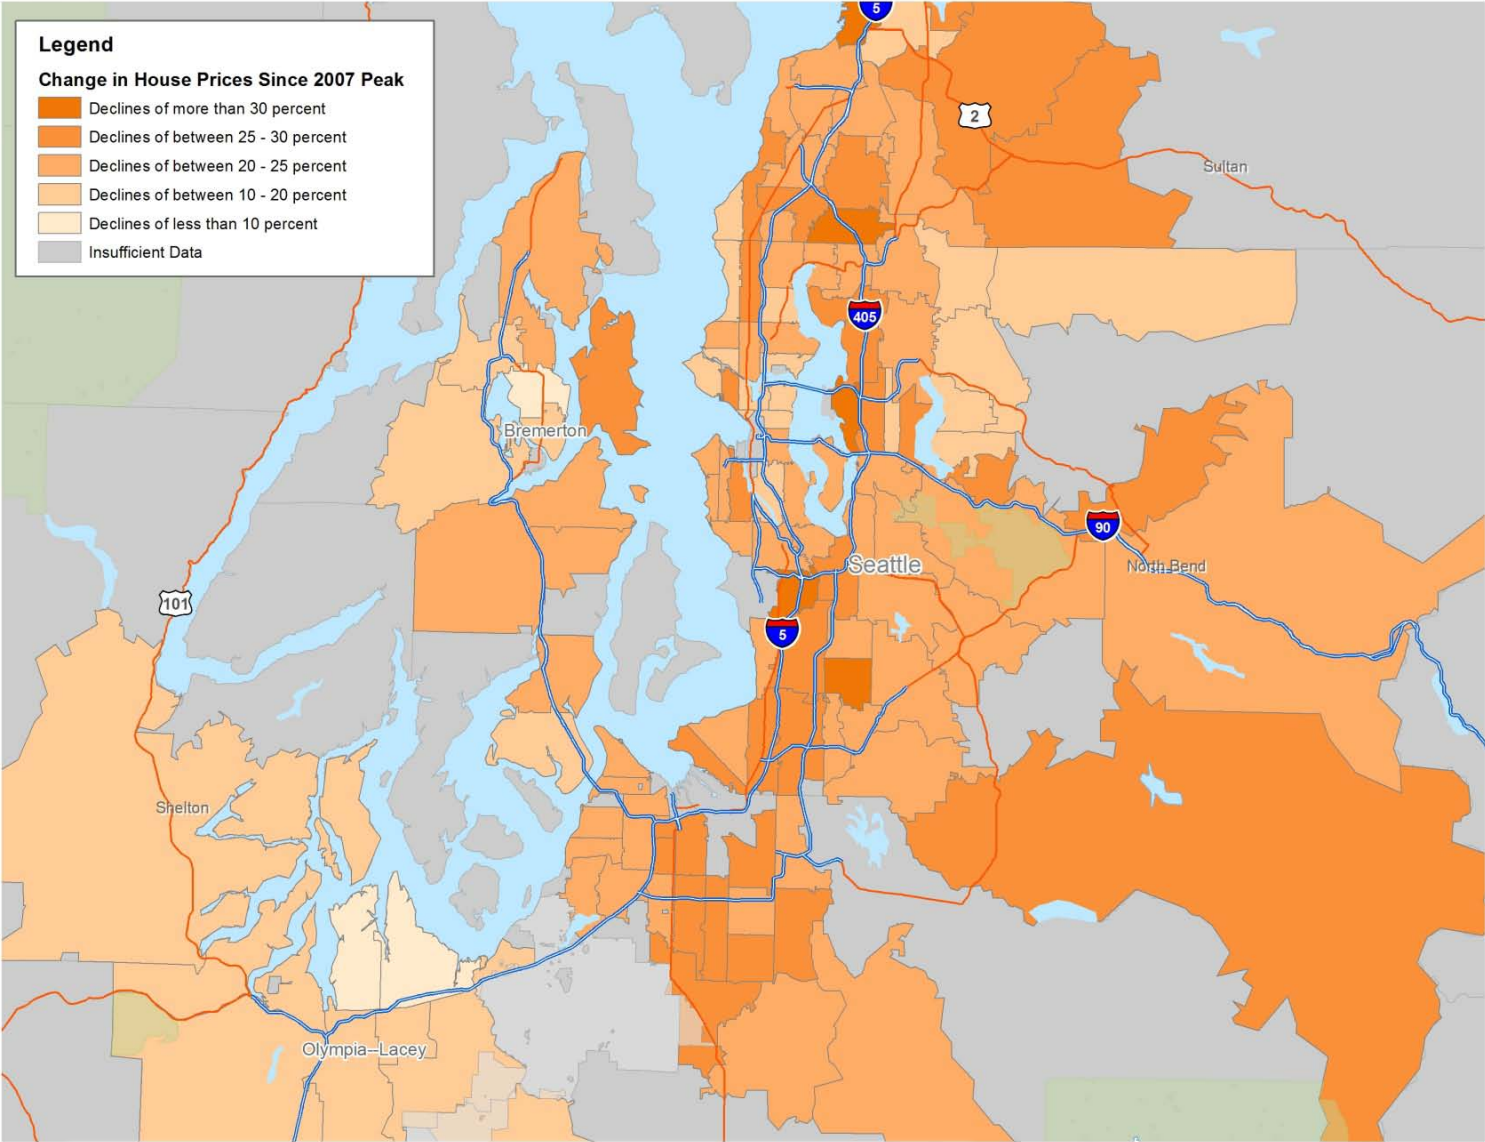 Legend
Change in House Prices Since 2007 Peak
Declines of more than 30 percent
Declines of between 25 - 30 percent
Declines of between 20 - 25 percent
Declines of between 10 - 20 percent
Declines of less than 10 percent
Insufficient Data
5
2
Sultan
405
Bremerton
90
Seattle
North Bend
101
5
Shelton
Olympia--Lacey